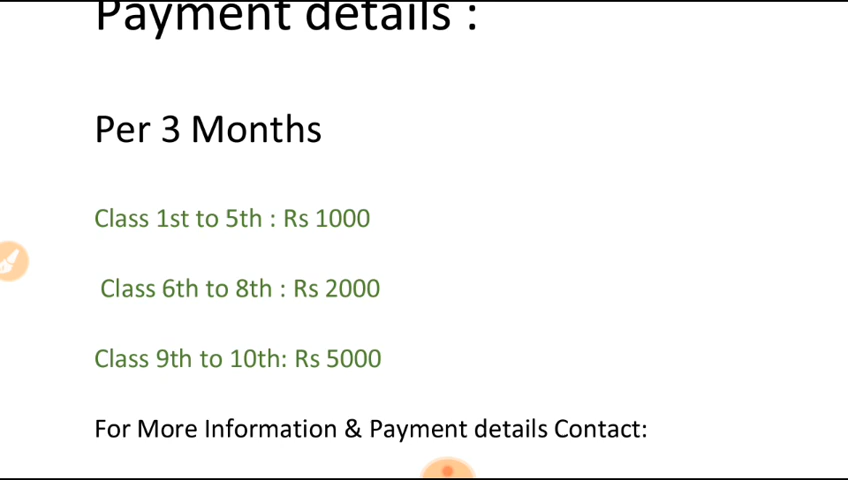 Payment details :
Per 3 Months
Class 1st to 5th : Rs 1000
Class 6th to 8th : Rs 2000
Class 9th to 10th: Rs 5000
For More Information & Payment details Contact: